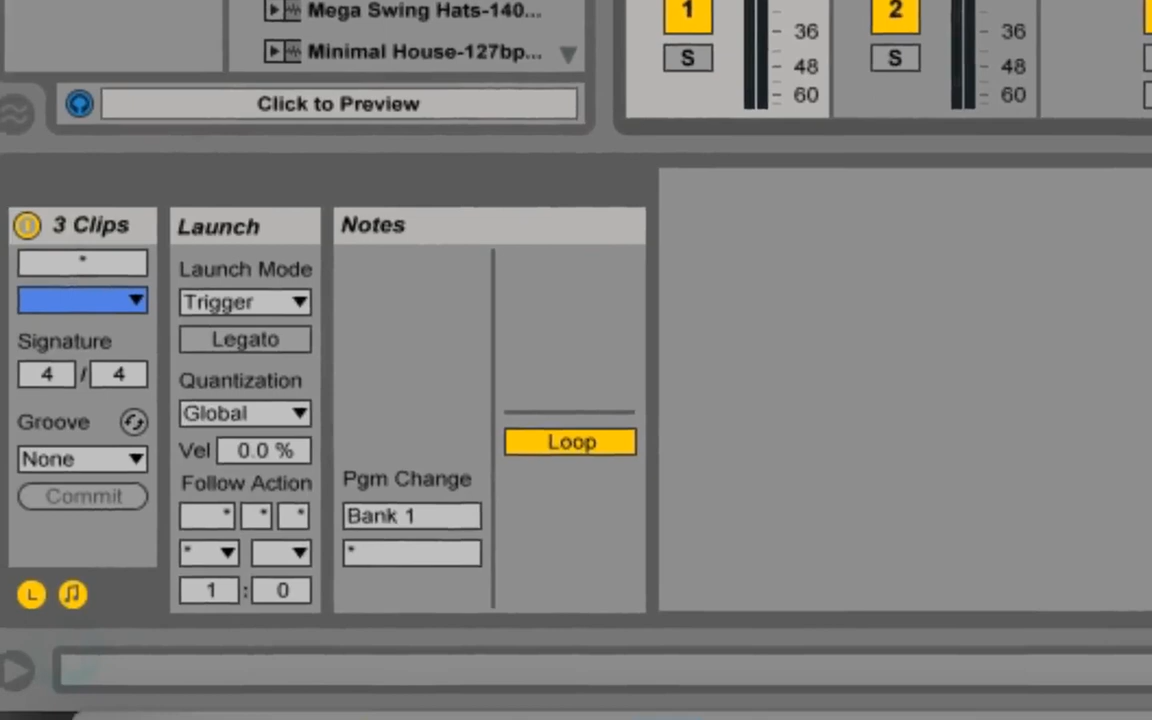 Mega Swing Hats-140...
Minimal House-127bp...
Click to Preview
1
S
36
48
60
2
S
36
48
60
3 Clips
*
Signature
4 / 4
Groove
None
Commit
L
Launch
Launch Mode
Trigger
Legato
Quantization
Global
Vel 0.0 %
Follow Action
* * *
*
1 : 0
Notes
Pgm Change
Bank 1
*
Loop